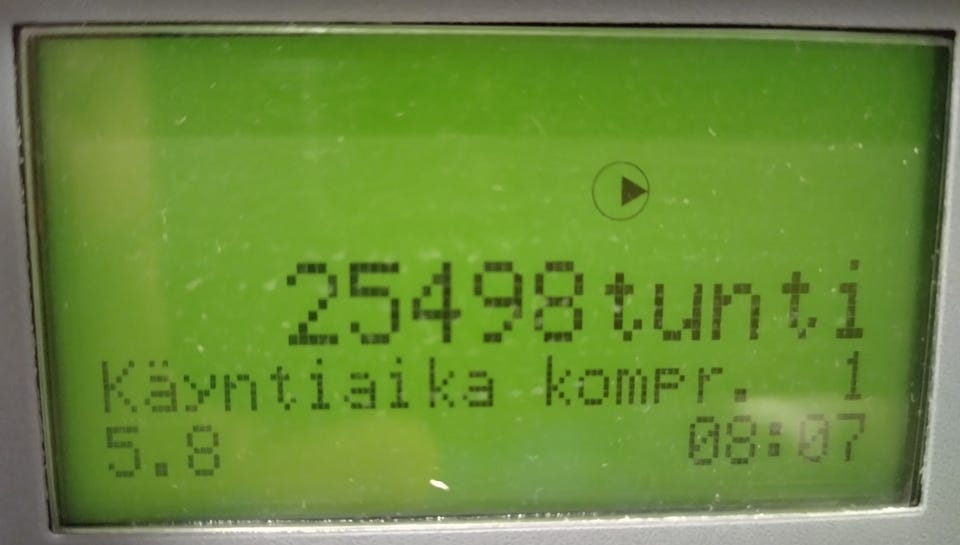 25498tunti
Käyntiaika kompr. 1
5.8 08:07